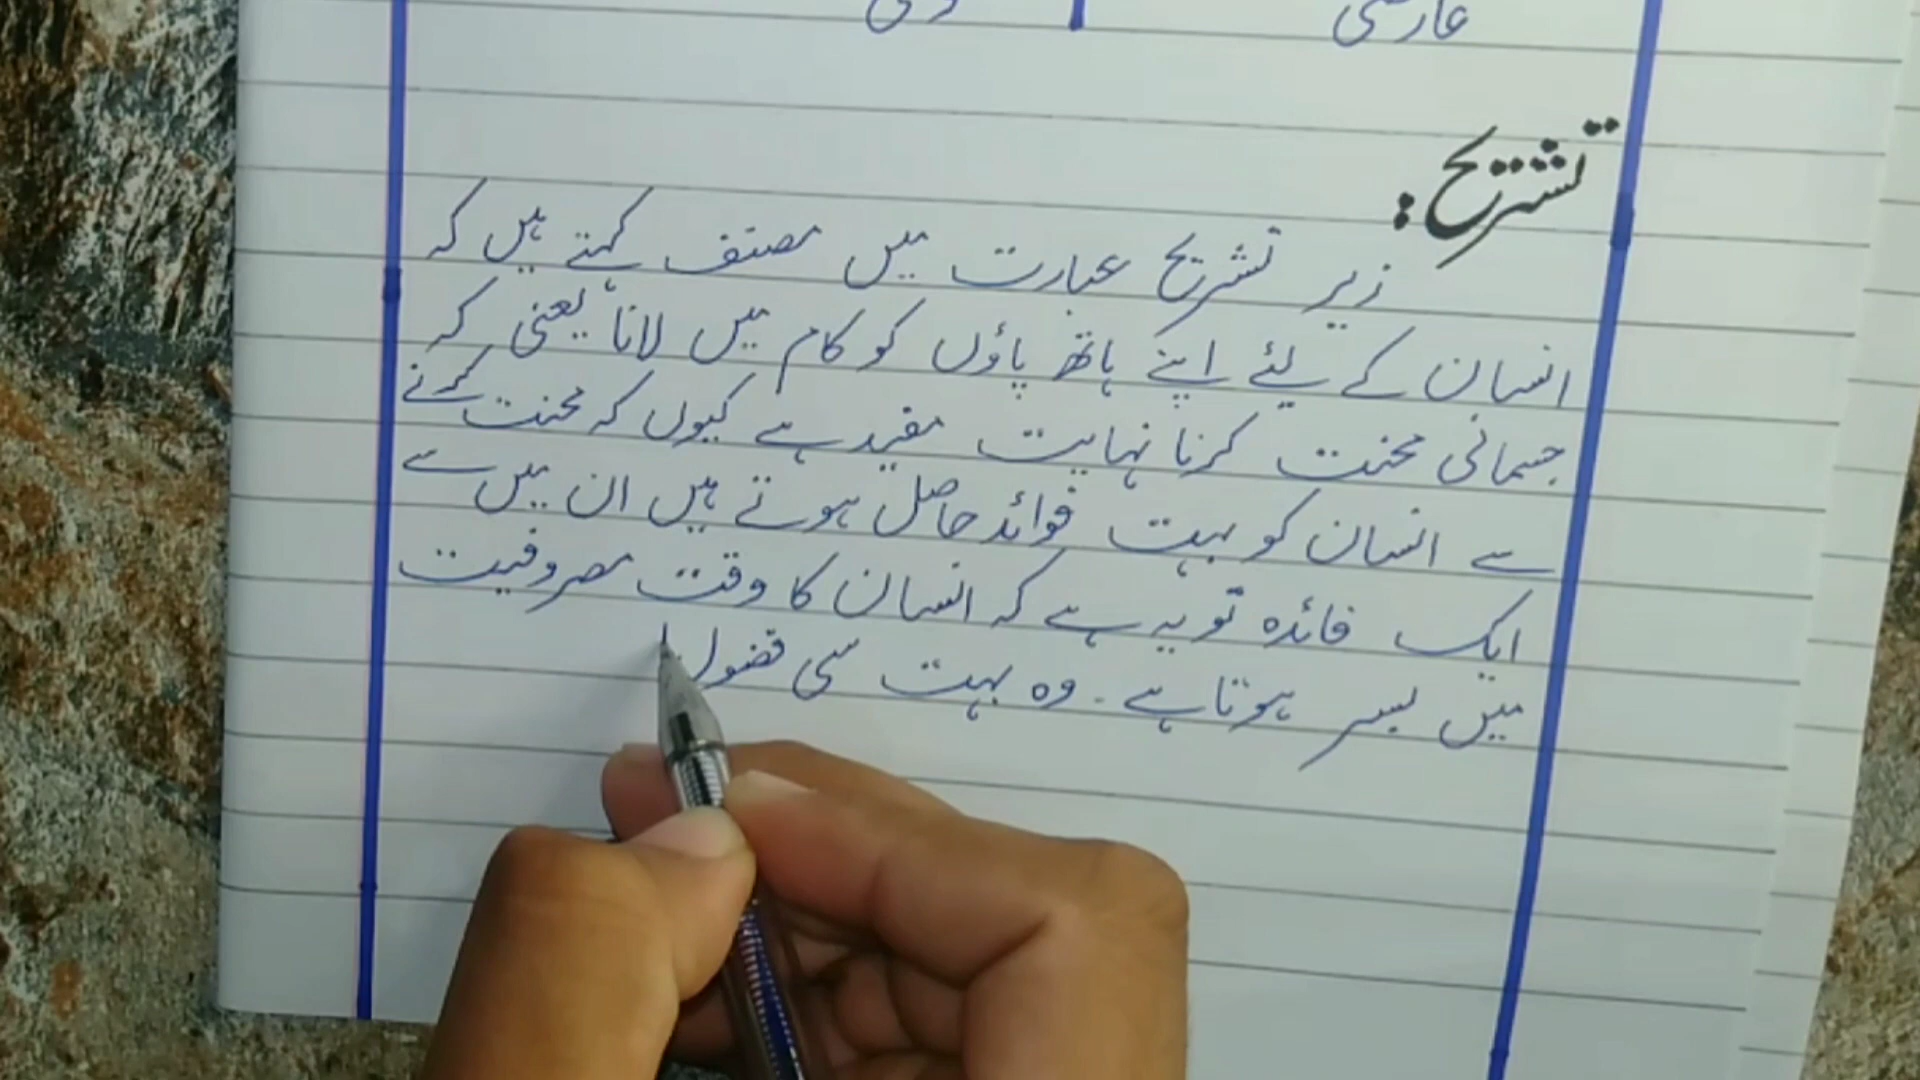 عارضی
تشریح:
زیر تشریح عبارت میں مصنف کہتے ہیں کہ
انسان کے لئے اپنے ہاتھ پاؤں کو کام میں لانا یعنی کہ
جسمانی محنت کرنا نہایت مفید ہے کیوں کہ محنت کرنے
سے انسان کو بہت فوائد حاصل ہوتے ہیں ان میں سے
ایک فائدہ تو یہ ہے کہ انسان کا وقت مصروفیت
میں بسر ہوتا ہے۔ وہ بہت سی فضول